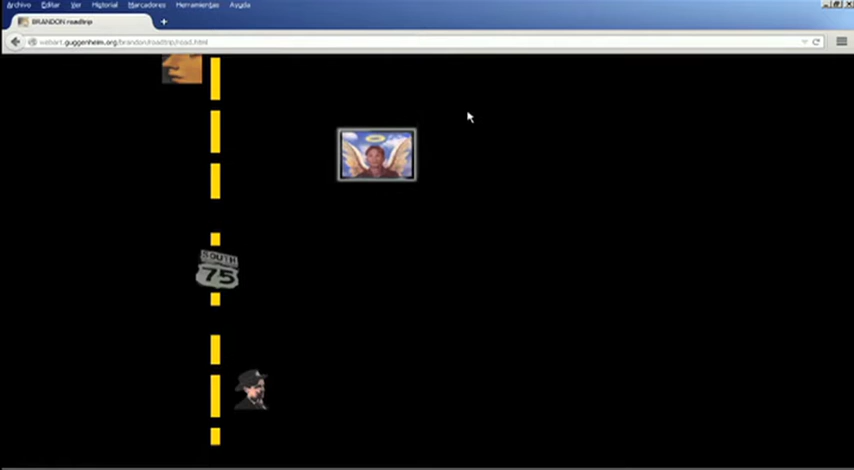 Archivo Editar Ver Historial Marcadores Herramientas Ayuda
BRANDON roadtrip
webart.guggenheim.org/brandon/roadtrip/road.html
SOUTH
75